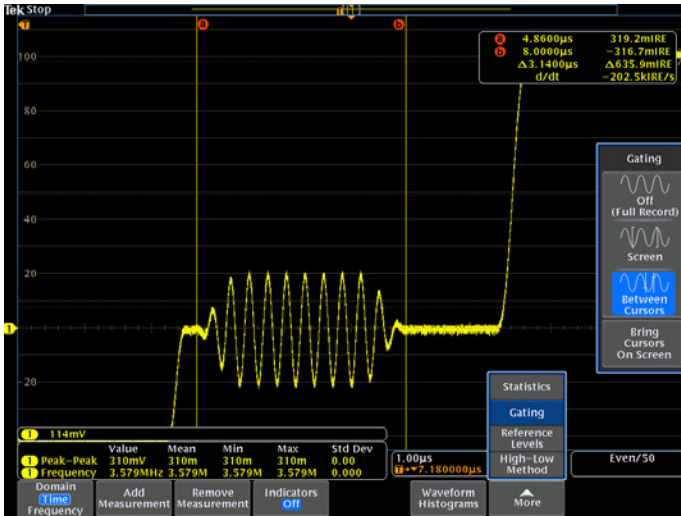 Tek Stop
T
T
a
b
a 4.8600µs 319.2mIRE
b 8.0000µs −316.7mIRE
Δ3.1400µs Δ635.9mIRE
d/dt −202.5kIRE/s
100
80
60
40
20
1
-20
Gating
Off
(Full Record)
Screen
Between
Cursors
Bring
Cursors
On Screen
Statistics
Gating
Reference
Levels
High-Low
Method
1 114mV
Value Mean Min Max Std Dev
1 Peak-Peak 310mV 310m 310m 310m 0.00
1 Frequency 3.579MHz 3.579M 3.579M 3.579M 0.000
1.00µs
T→▼7.180000µs
Even/50
Domain
Time
Frequency
Add
Measurement
Remove
Measurement
Indicators
Off
Waveform
Histograms
More